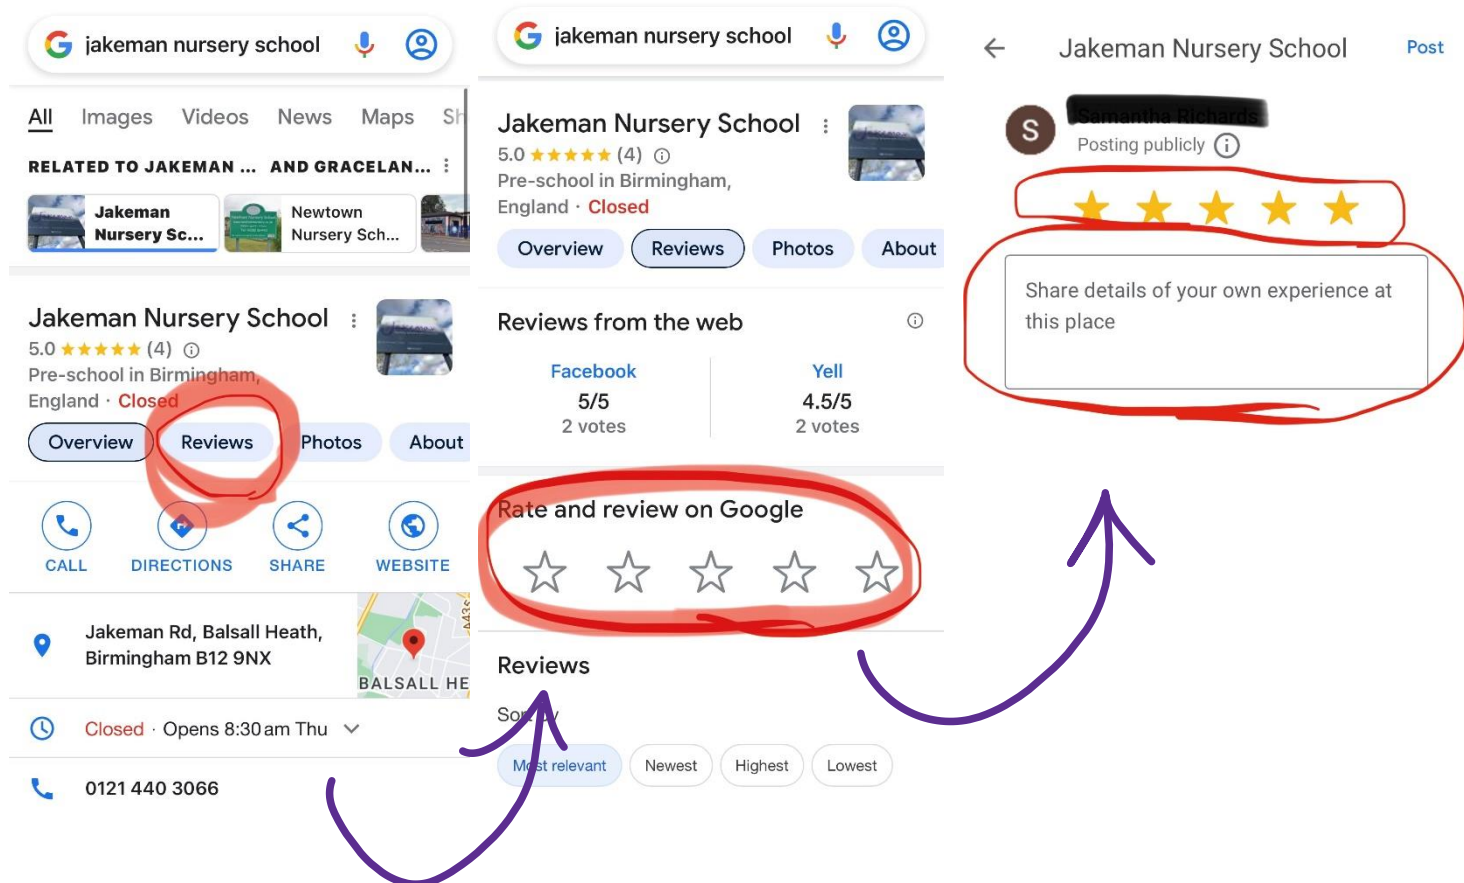 jakeman nursery school
All Images Videos News Maps Sh
RELATED TO JAKEMAN ... AND GRACELAN...
Jakeman
Nursery Sc...
Newtown
Nursery Sch...
Jakeman Nursery School
5.0 (4)
Pre-school in Birmingham,
England · Closed
Overview Reviews Photos About
CALL DIRECTIONS SHARE WEBSITE
Jakeman Rd, Balsall Heath,
Birmingham B12 9NX
A435
BALSALL HE
Closed · Opens 8:30 am Thu
0121 440 3066
jakeman nursery school
Jakeman Nursery School
5.0 (4)
Pre-school in Birmingham,
England · Closed
Overview Reviews Photos About
Reviews from the web
Facebook Yell
5/5 4.5/5
2 votes 2 votes
Rate and review on Google
Reviews
Sort by
Most relevant Newest Highest Lowest
Jakeman Nursery School Post
S
Posting publicly
Share details of your own experience at
this place